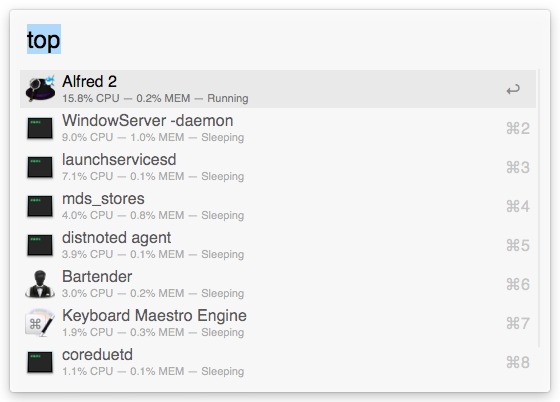 top
Alfred 2
15.8% CPU — 0.2% MEM — Running
↩
WindowServer -daemon
9.0% CPU — 1.0% MEM — Sleeping
⌘2
launchservicesd
7.1% CPU — 0.1% MEM — Sleeping
⌘3
mds_stores
4.0% CPU — 0.8% MEM — Sleeping
⌘4
distnoted agent
3.9% CPU — 0.1% MEM — Sleeping
⌘5
Bartender
3.0% CPU — 0.2% MEM — Sleeping
⌘6
Keyboard Maestro Engine
1.9% CPU — 0.3% MEM — Sleeping
⌘7
coreduetd
1.1% CPU — 0.1% MEM — Sleeping
⌘8